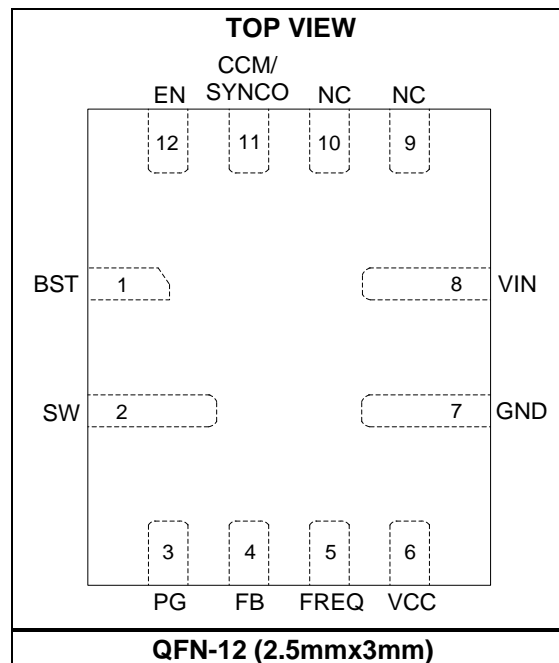 TOP VIEW
CCM/
EN SYNCO NC NC
12 11 10 9
BST 1 8 VIN
SW 2 7 GND
3 4 5 6
PG FB FREQ VCC
QFN-12 (2.5mmx3mm)